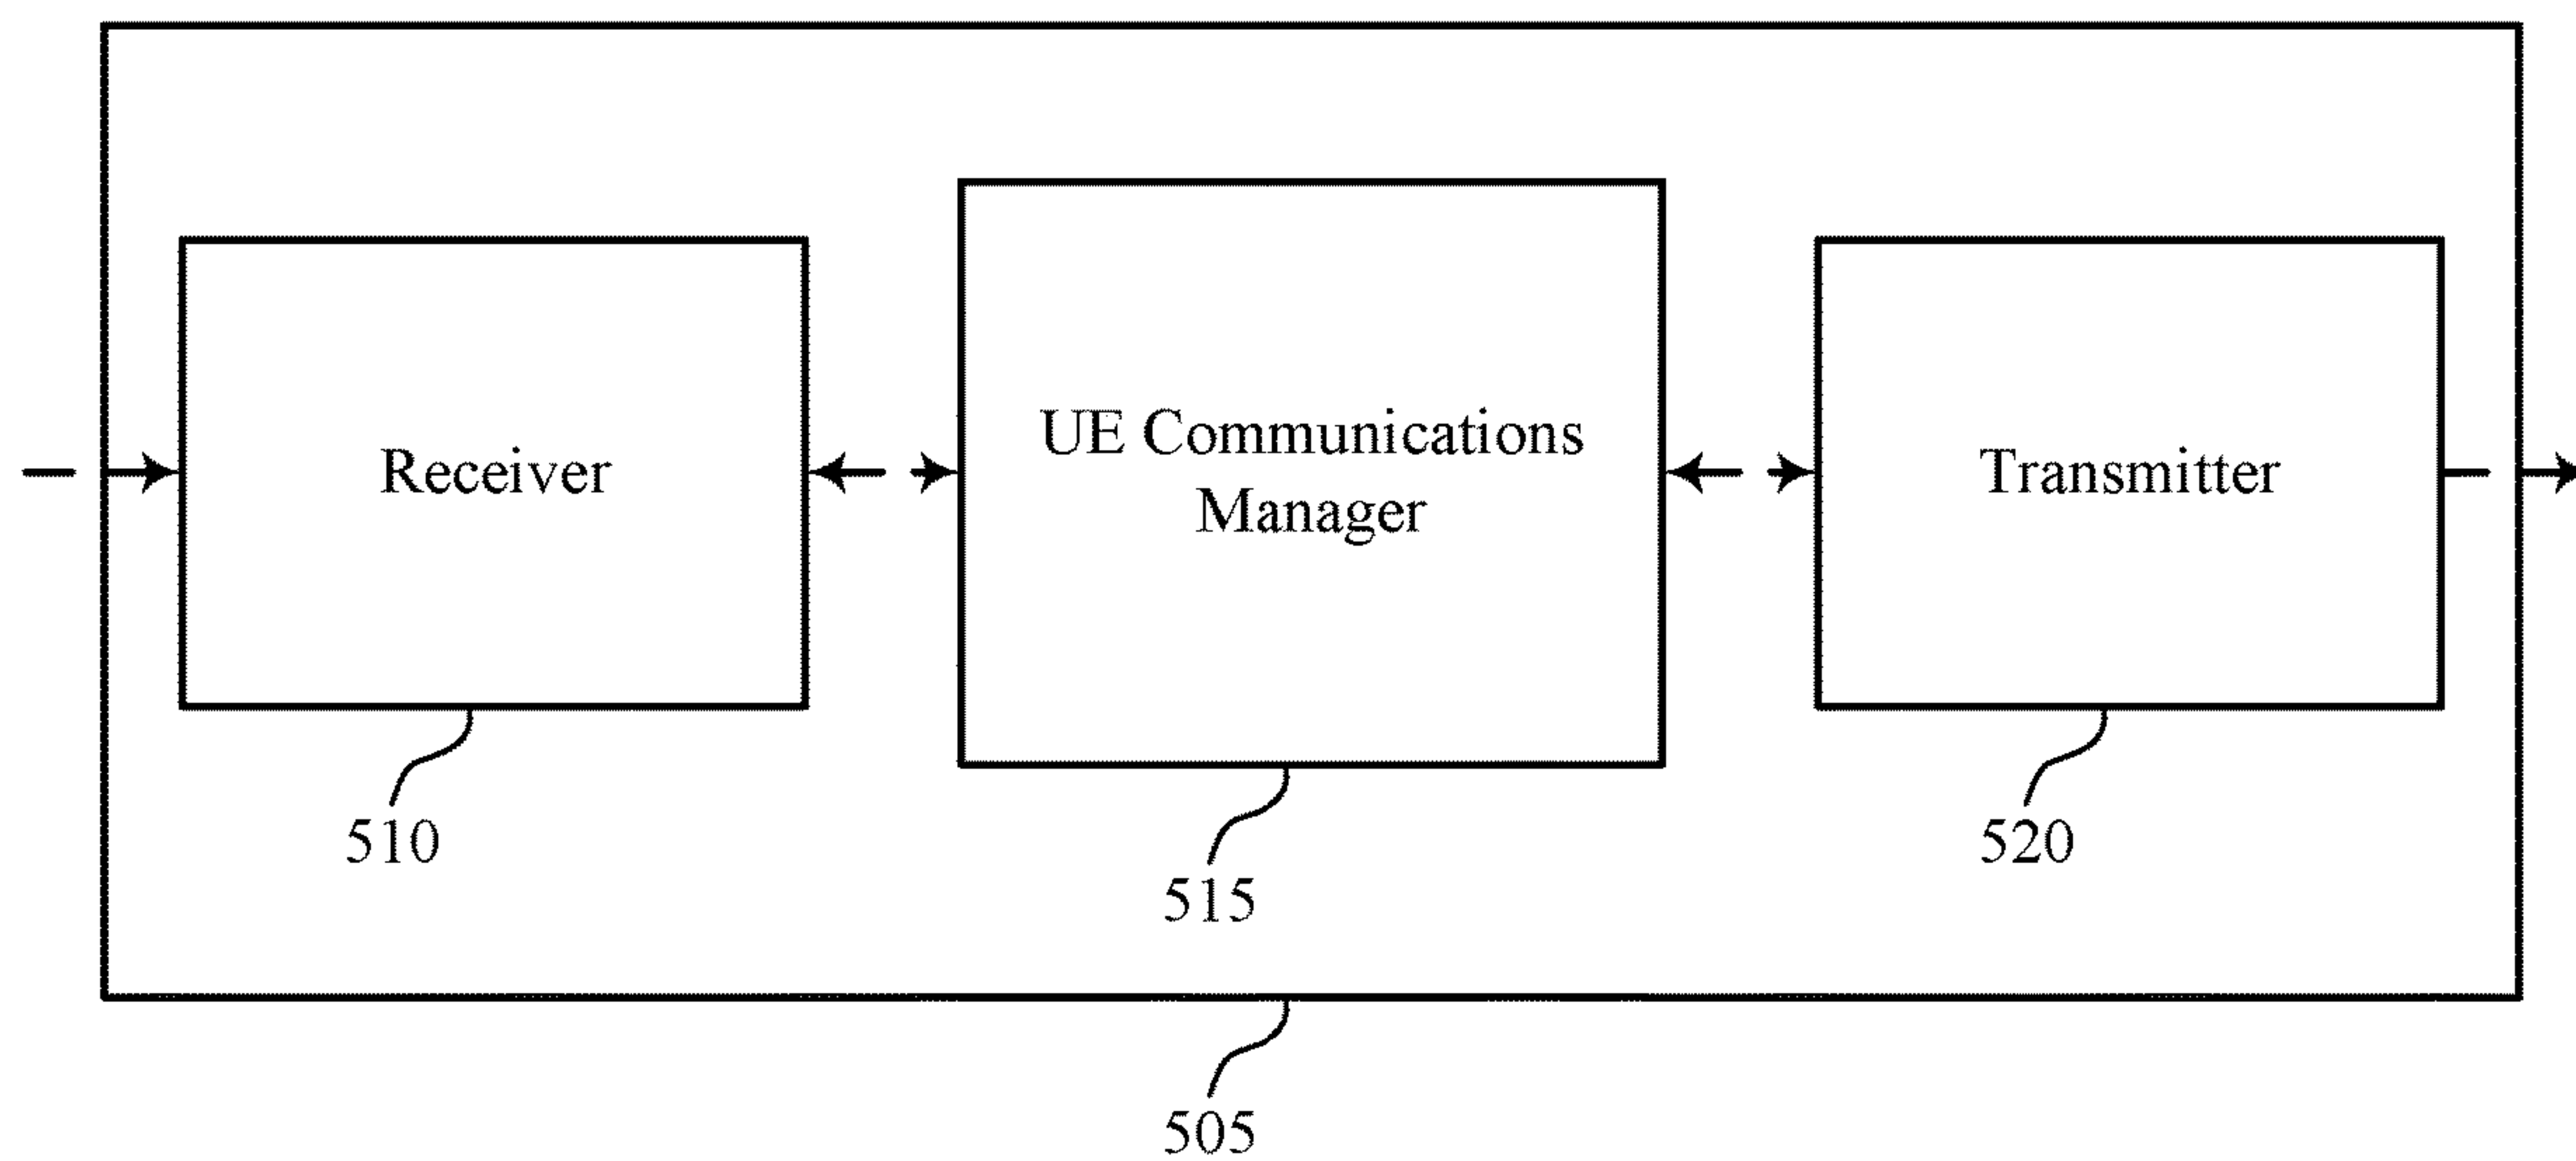 Receiver
UE Communications
Manager
Transmitter
510
515
520
505